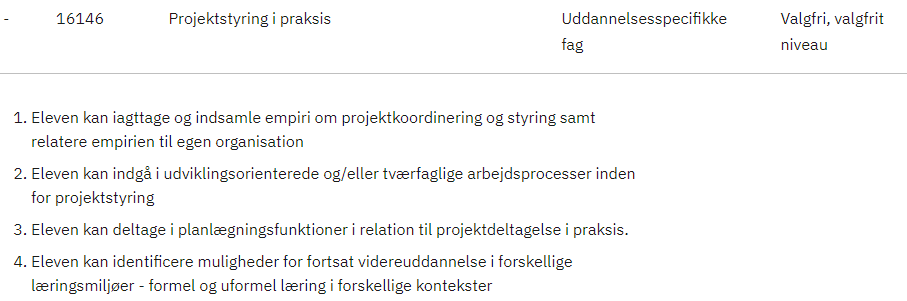 - 16146 Projektstyring i praksis Uddannelsesspecifikke Valgfri, valgfrit
fag niveau
1. Eleven kan iagttage og indsamle empiri om projektkoordinering og styring samt
relatere empirien til egen organisation
2. Eleven kan indgå i udviklingsorienterede og/eller tværfaglige arbejdsprocesser inden
for projektstyring
3. Eleven kan deltage i planlægningsfunktioner i relation til projektdeltagelse i praksis.
4. Eleven kan identificere muligheder for fortsat videreuddannelse i forskellige
læringsmiljøer - formel og uformel læring i forskellige kontekster